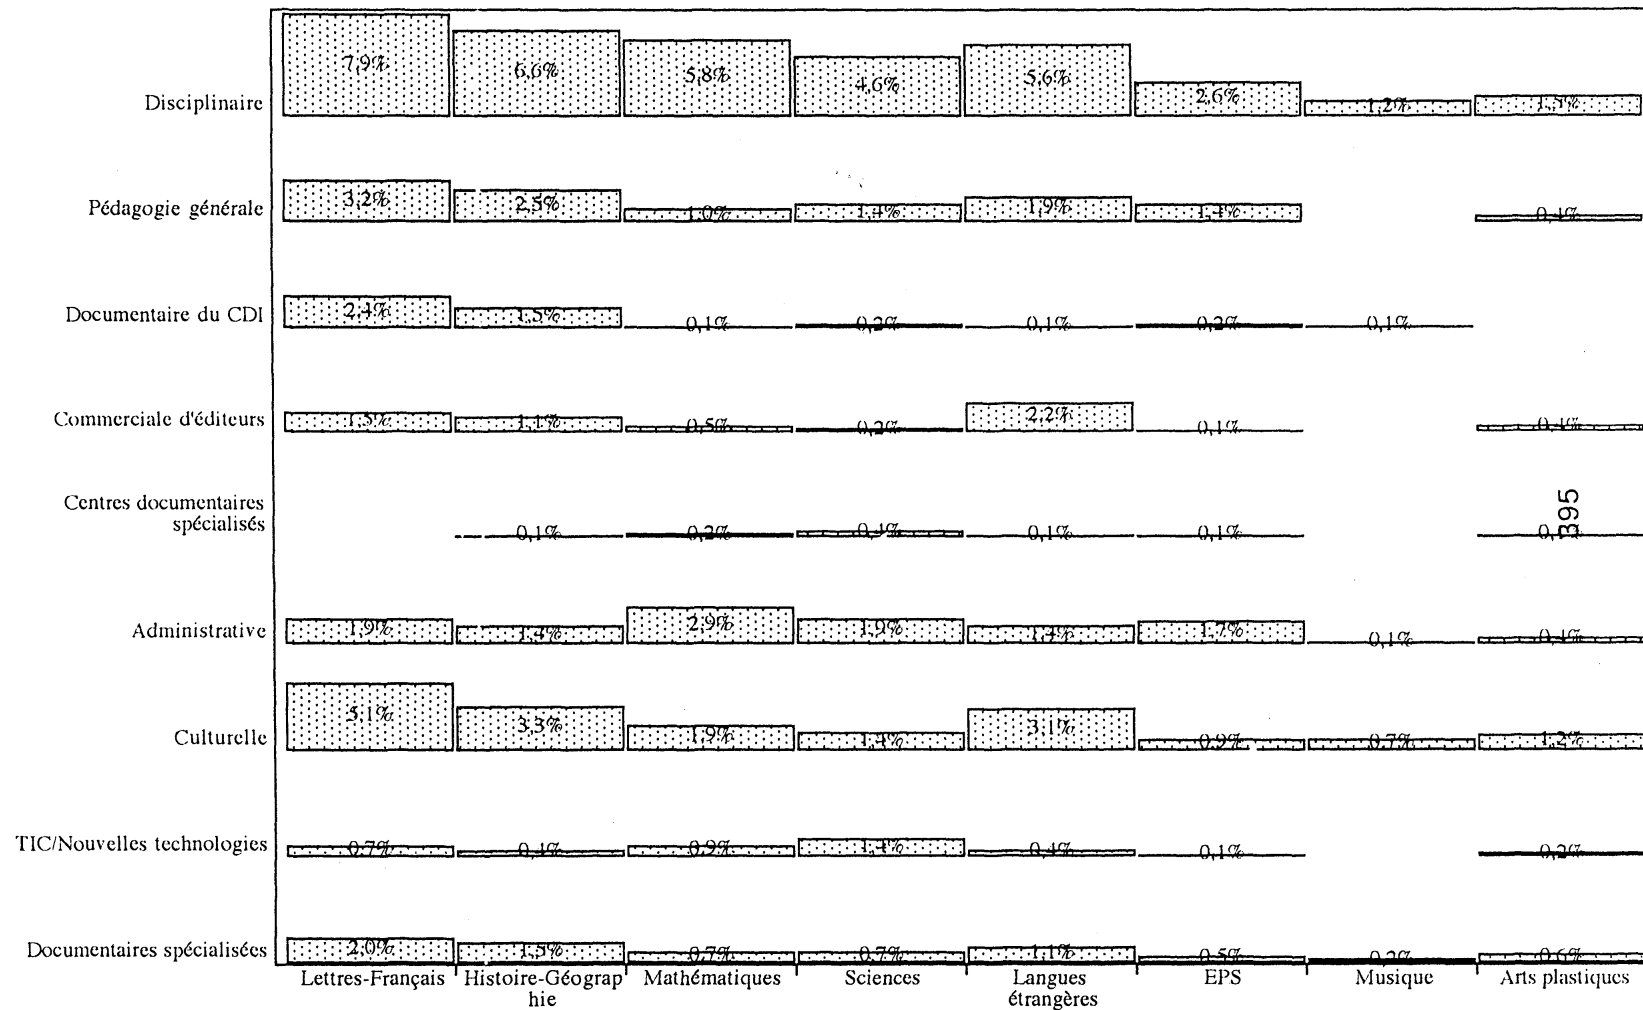 Disciplinaire 7,9% 6,6% 5,8% 4,6% 5,6% 2,6% 1,2% 1,5%
Pédagogie générale 3,2% 2,5% 1,0% 1,4% 1,9% 1,4% 0,4%
Documentaire du CDI 2,4% 1,5% 0,1% 0,2% 0,1% 0,2% 0,1%
Commerciale d'éditeurs 1,5% 1,1% 0,5% 0,2% 2,2% 0,1% 0,4%
Centres documentaires
spécialisés 0,1% 0,2% 0,4% 0,1% 0,1%
395
Administrative 1,9% 1,4% 2,9% 1,9% 1,4% 1,7% 0,1% 0,4%
Culturelle 5,1% 3,3% 1,9% 1,4% 3,1% 0,9% 0,7% 1,2%
TIC/Nouvelles technologies 0,7% 0,4% 0,9% 1,4% 0,4% 0,1% 0,2%
Documentaires spécialisées 2,0% 1,5% 0,7% 0,7% 1,1% 0,5% 0,2% 0,6%
Lettres-Français Histoire-Géograp Mathématiques Sciences Langues EPS Musique Arts plastiques
hie étrangères